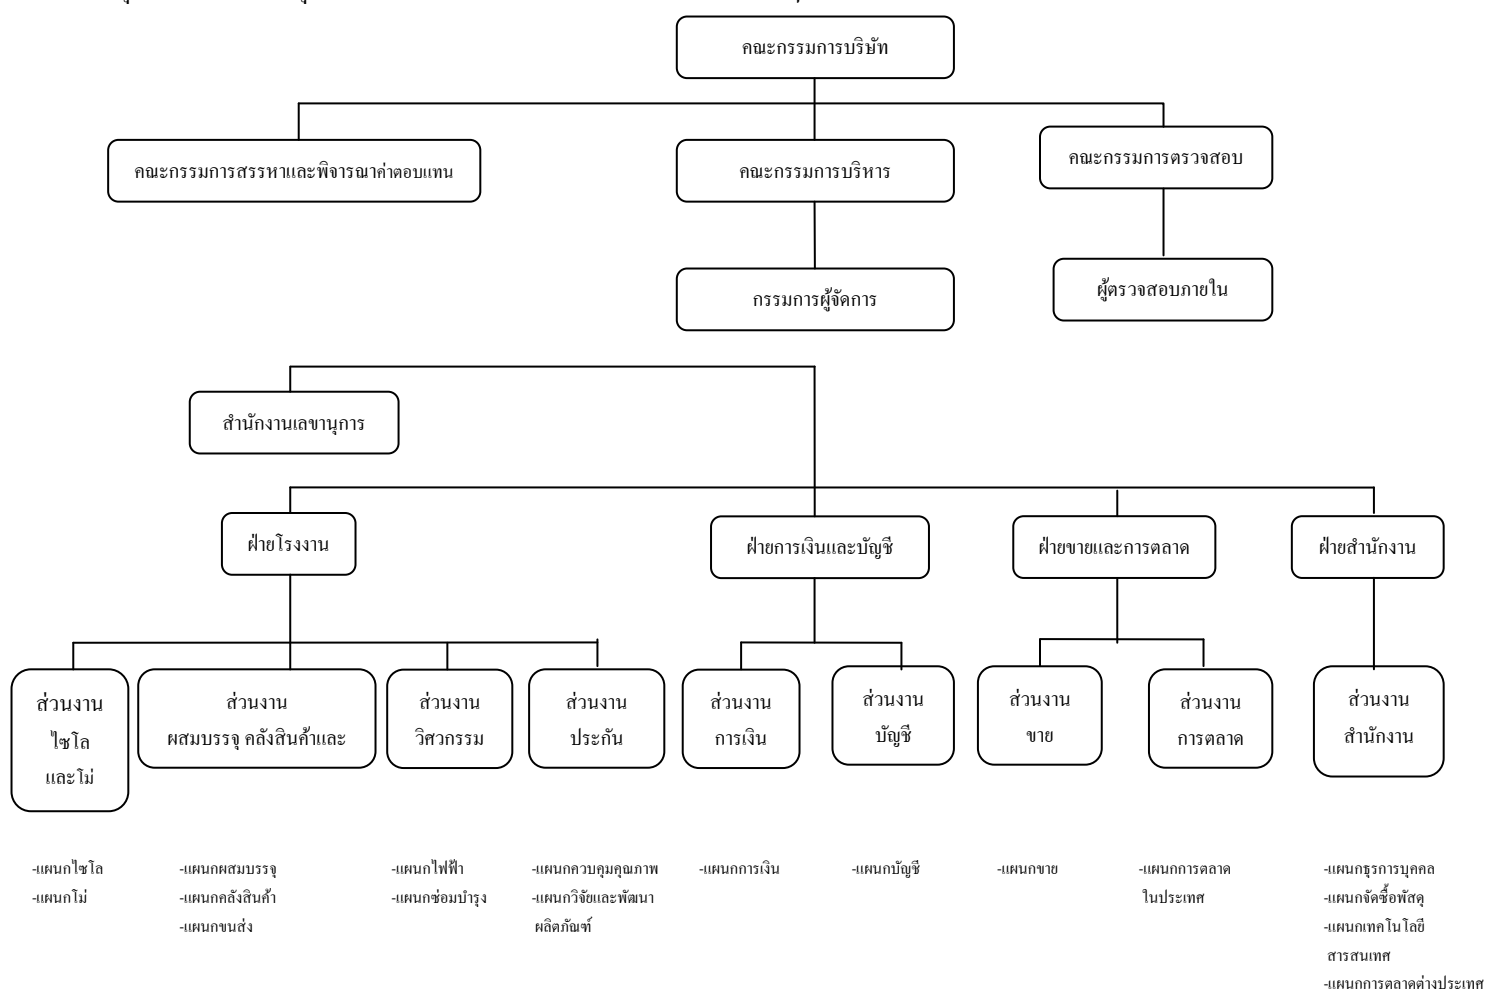 คณะกรรมการบริษัท
คณะกรรมการสรรหาและพิจารณาค่าตอบแทน
คณะกรรมการบริหาร
คณะกรรมการตรวจสอบ
กรรมการผู้จัดการ
ผู้ตรวจสอบภายใน
สำนักงานเลขานุการ
ฝ่ายโรงงาน
ฝ่ายการเงินและบัญชี
ฝ่ายขายและการตลาด
ฝ่ายสำนักงาน
ส่วนงาน
ไซโล
และโม่
ส่วนงาน
ผสมบรรจุ คลังสินค้าและ
ส่วนงาน
วิศวกรรม
ส่วนงาน
ประกัน
ส่วนงาน
การเงิน
ส่วนงาน
บัญชี
ส่วนงาน
ขาย
ส่วนงาน
การตลาด
ส่วนงาน
สำนักงาน
-แผนกไซโล
-แผนกโม่
-แผนกผสมบรรจุ
-แผนกคลังสินค้า
-แผนกขนส่ง
-แผนกไฟฟ้า
-แผนกซ่อมบำรุง
-แผนกควบคุมคุณภาพ
-แผนกวิจัยและพัฒนา
ผลิตภัณฑ์
-แผนกการเงิน
-แผนกบัญชี
-แผนกขาย
-แผนกการตลาด
ในประเทศ
-แผนกธุรการบุคคล
-แผนกจัดซื้อพัสดุ
-แผนกเทคโนโลยี
สารสนเทศ
-แผนกการตลาดต่างประเทศ